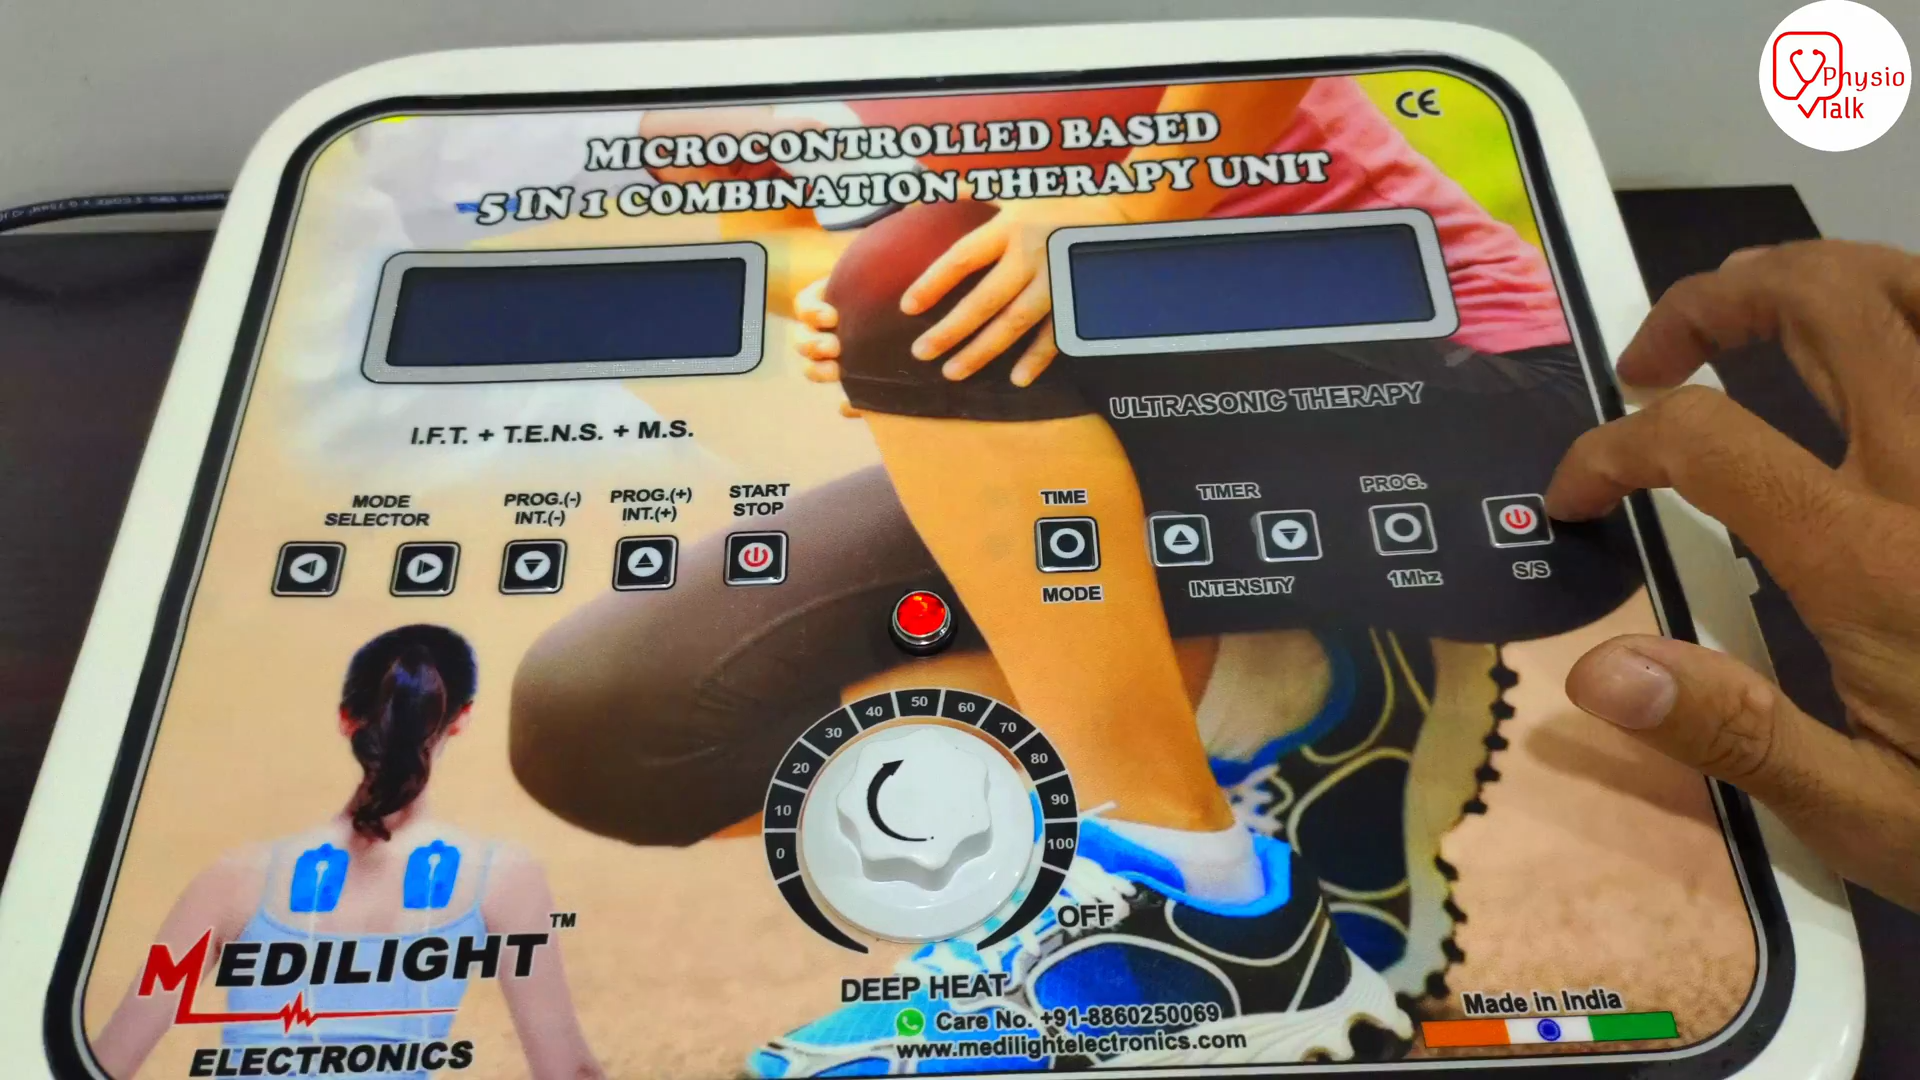 Physio
Talk
CE
MICROCONTROLLED BASED
5 IN 1 COMBINATION THERAPY UNIT
I.F.T. + T.E.N.S. + M.S.
ULTRASONIC THERAPY
MODE
SELECTOR
PROG.(-)
INT.(-)
PROG.(+)
INT.(+)
START
STOP
TIME
MODE
TIMER
INTENSITY
PROG.
1Mhz
S/S
0
10
20
30
40
50
60
70
80
90
100
OFF
DEEP HEAT
MEDILIGHT™
ELECTRONICS
Care No. +91-8860250069
www.medilightelectronics.com
Made in India